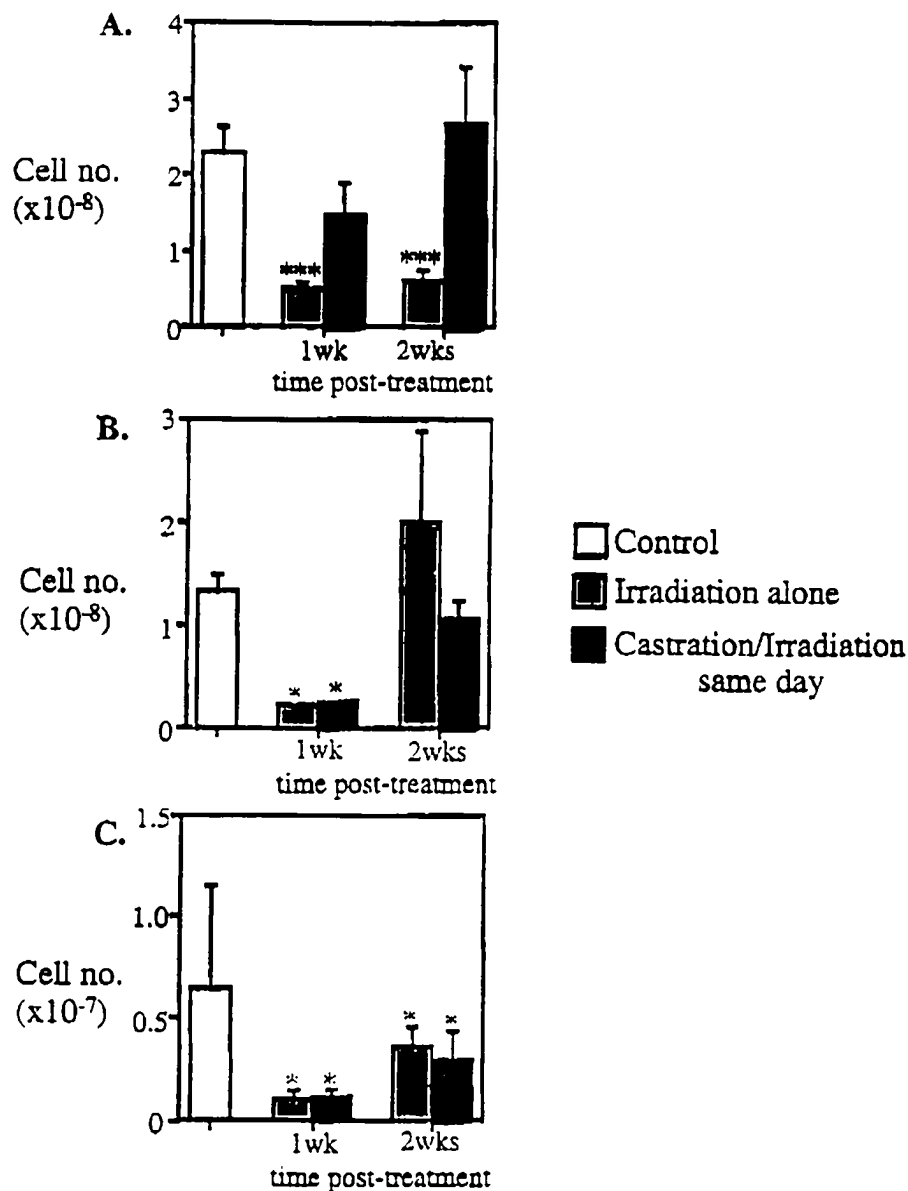 A.
4
3
2
1
0
Cell no.
(x10-8)
***
***
1wk 2wks
time post-treatment
B.
3
2
1
0
Cell no.
(x10-8)
* *
1wk 2wks
time post-treatment
Control
Irradiation alone
Castration/Irradiation
same day
C.
1.5
1.0
0.5
0
Cell no.
(x10-7)
* *
* *
1wk 2wks
time post-treatment